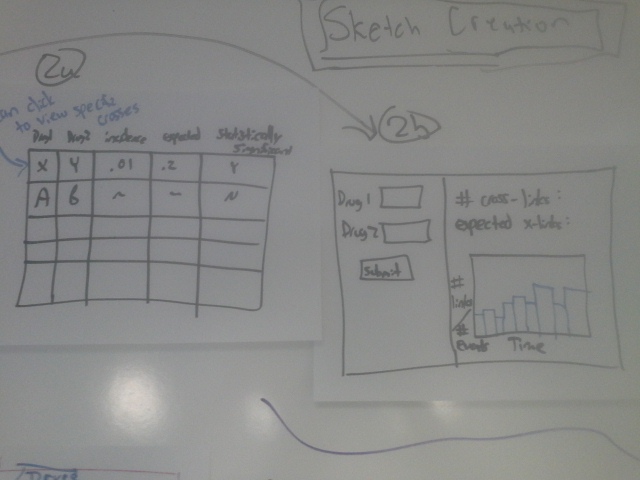 Sketch Creation
2a
can click
to view specific
crosses
Drug1 Drug2 incidence expected Statistically
Significant
X Y .01 .2 Y
A B ~ ~ N
2b
Drug 1
Drug 2
submit
# cross-links:
expected x-links:
#
links/
#
events
Time